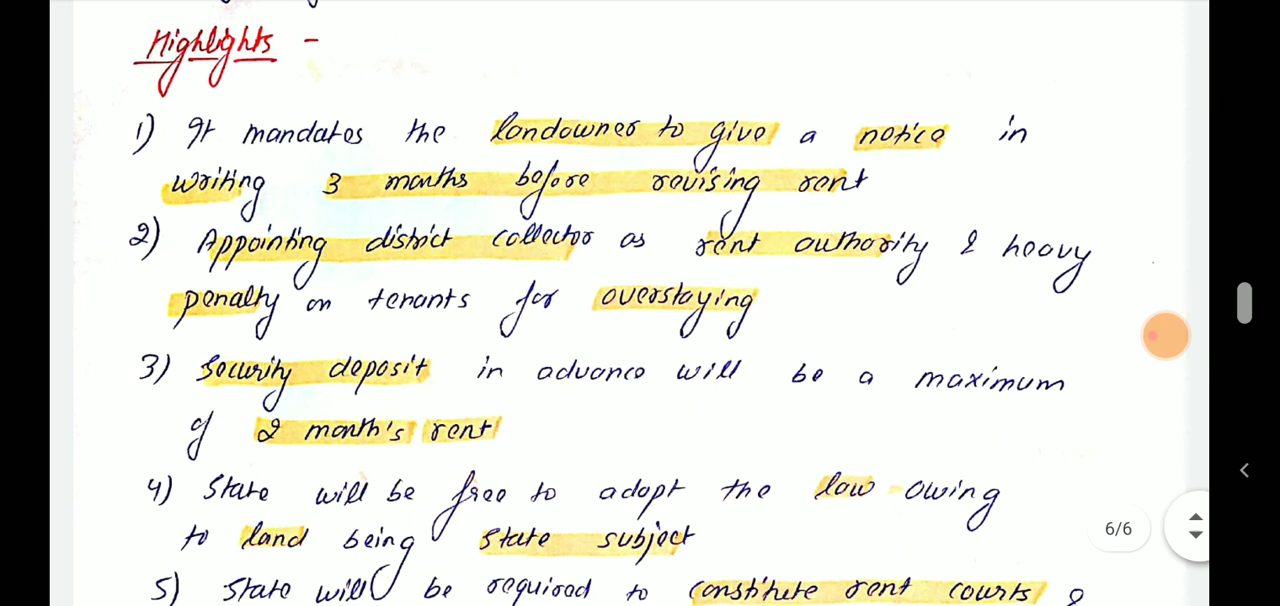 Highlights -
1) It mandates the landowner to give a notice in
writing 3 months before revising rent
2) Appointing district collector as rent authority & heavy
penalty on tenants for overstaying
3) Security deposit in advance will be a maximum
of 2 month's rent
4) State will be free to adopt the law owing
to land being state subject
6/6
5) State will be required to constitute rent courts &